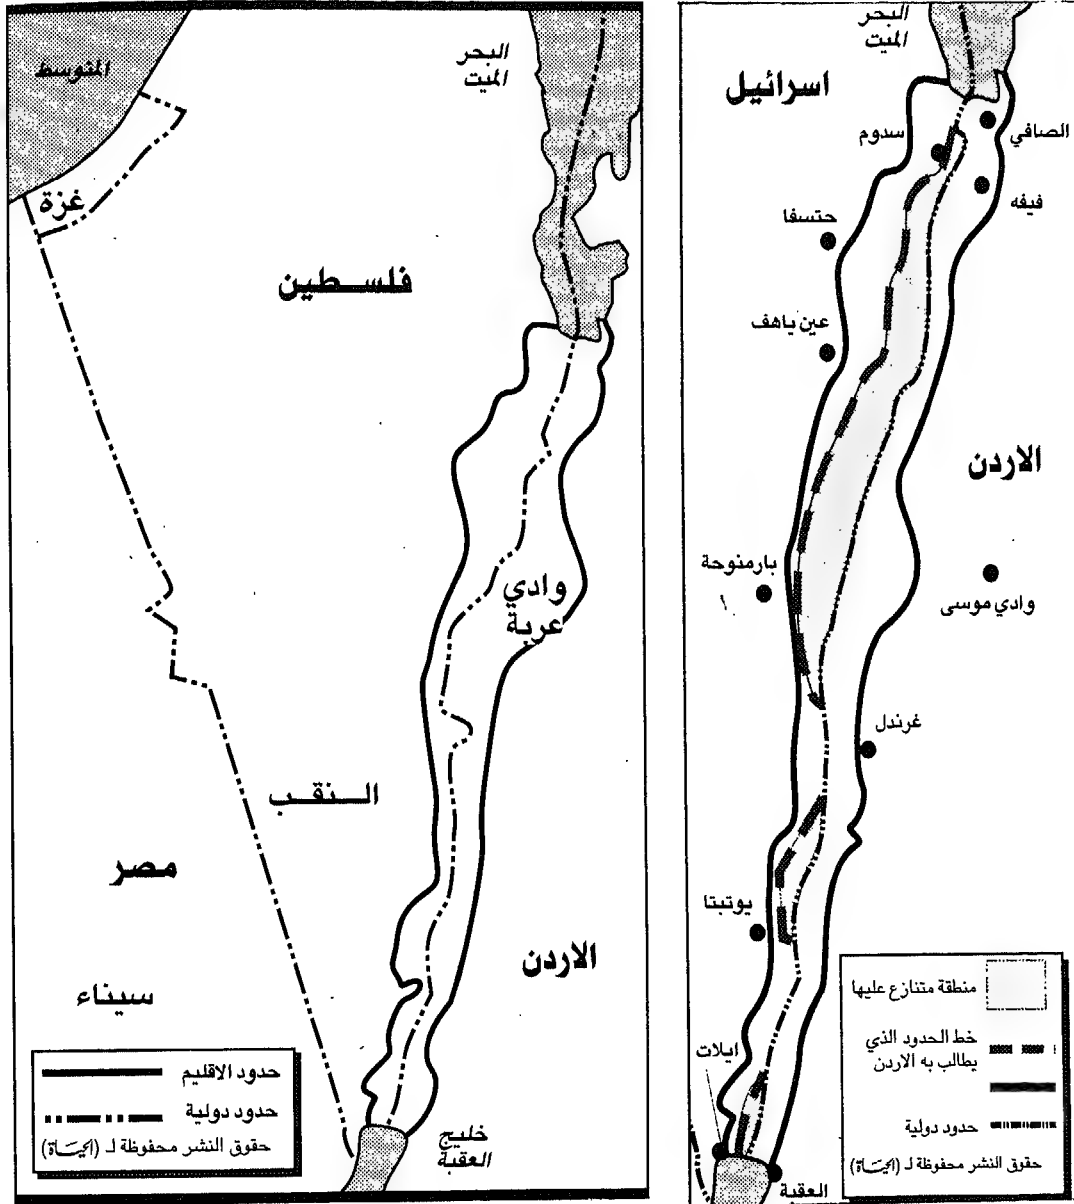 المتوسط
البحر
الميت
غزة
فلسطين
وادي
عربة
النقب
مصر
الاردن
سيناء
خليج
العقبة
حدود الاقليم
حدود دولية
حقوق النشر محفوظة لـ (الحياة)
البحر
الميت
اسرائيل
الصافي
سدوم
فيفه
حتسفا
عين ياهف
الاردن
بارمنوحة
وادي موسى
غرندل
يوتبتا
ايلات
العقبة
منطقة متنازع عليها
خط الحدود الذي
يطالب به الاردن
حدود دولية
حقوق النشر محفوظة لـ (الحياة)